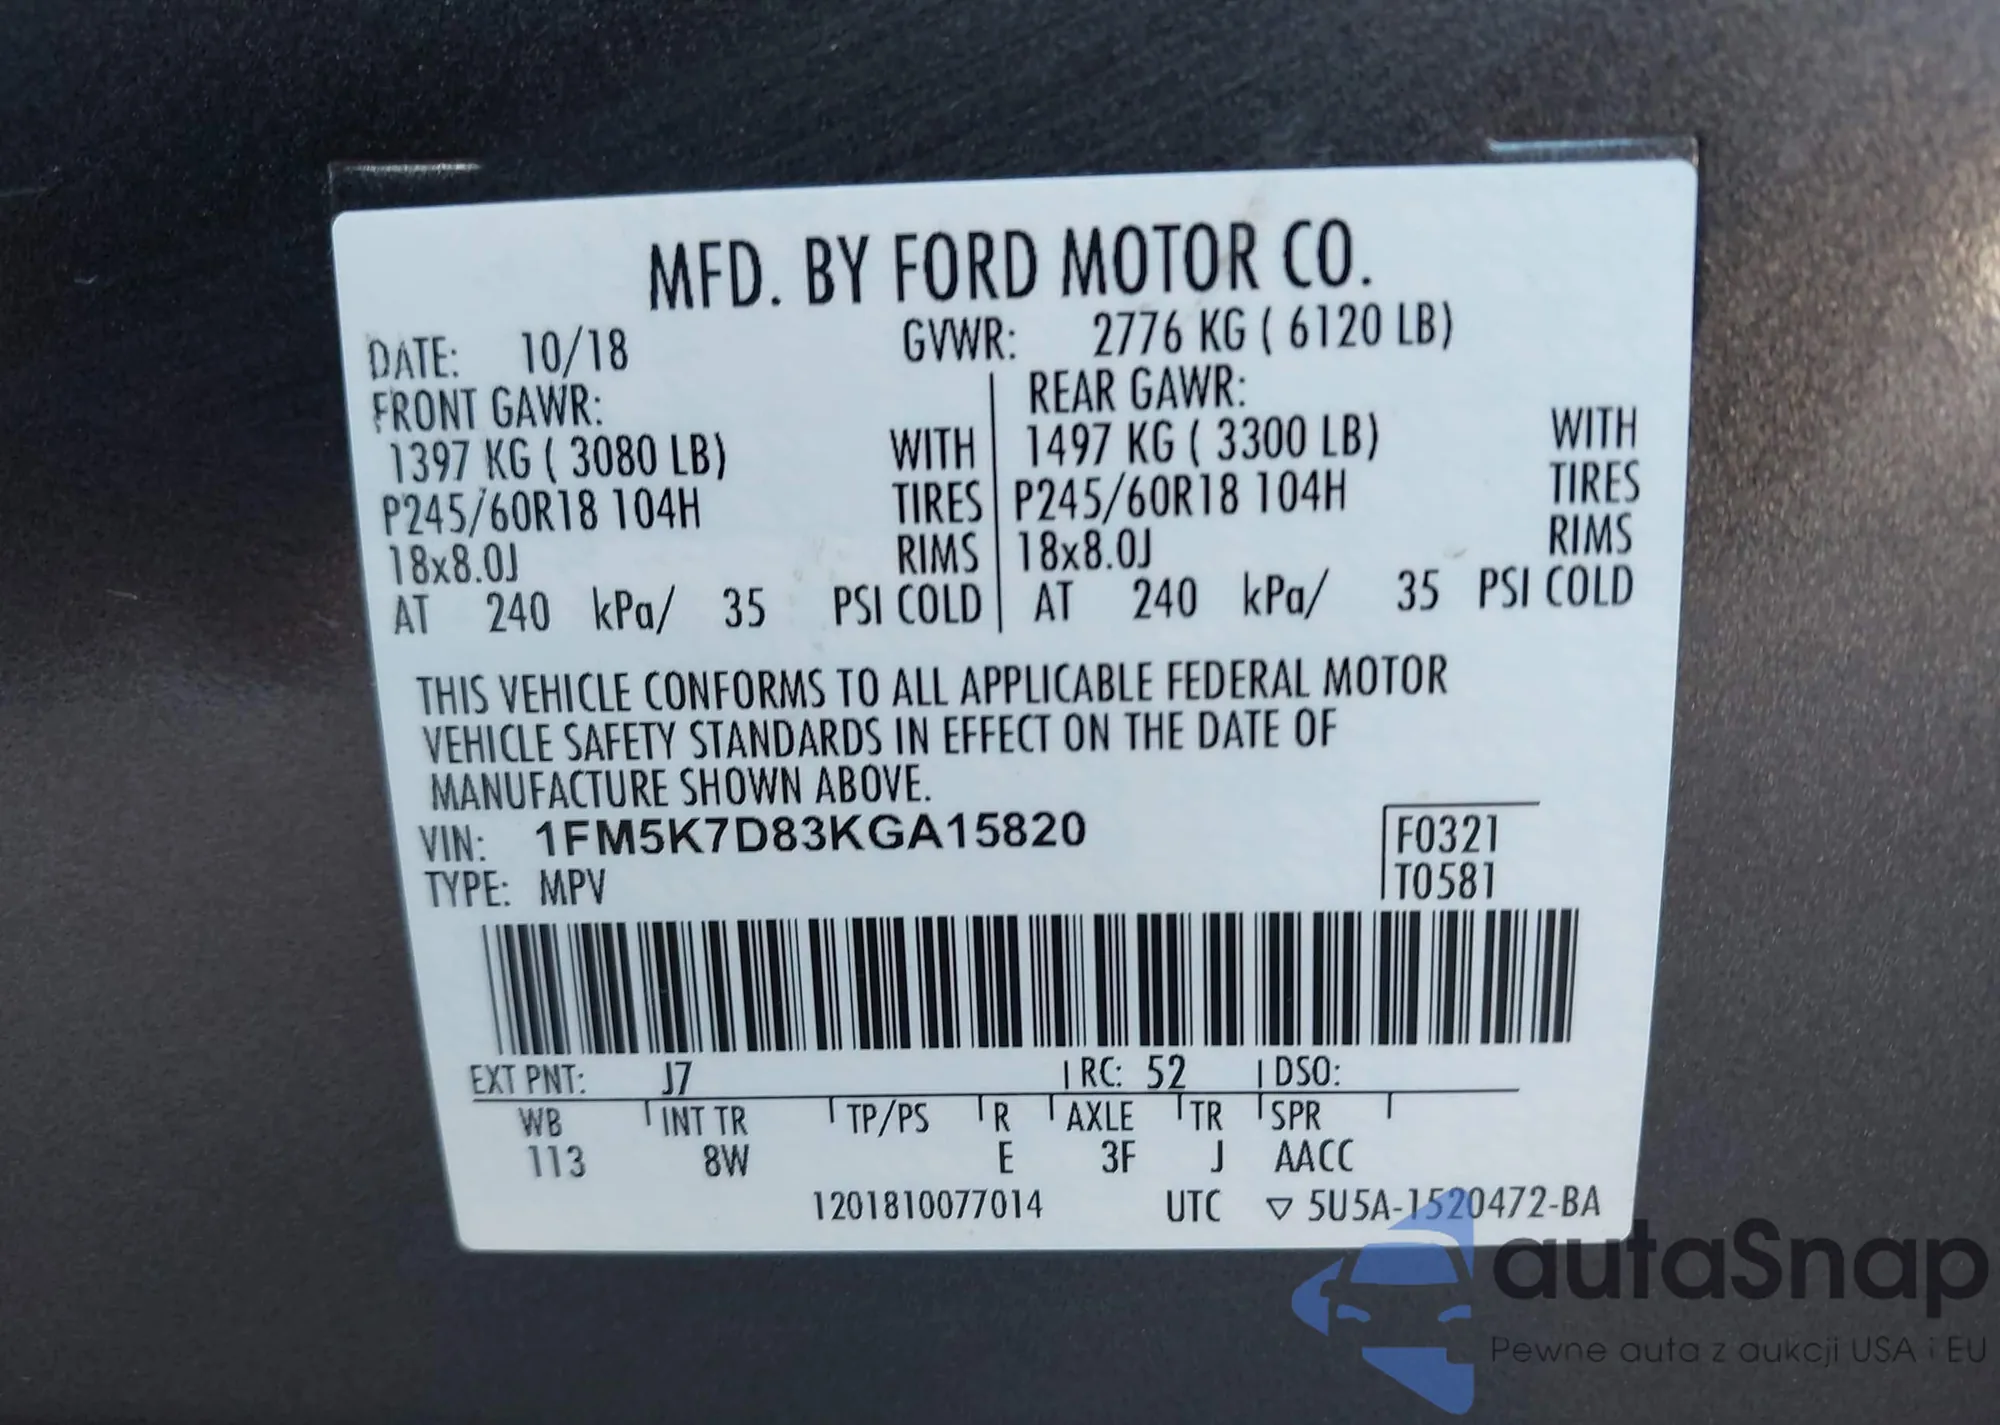 MFD. BY FORD MOTOR CO.
DATE: 10/18 GVWR: 2776 KG ( 6120 LB)
FRONT GAWR: REAR GAWR:
1397 KG ( 3080 LB) WITH 1497 KG ( 3300 LB) WITH
P245/60R18 104H TIRES P245/60R18 104H TIRES
18x8.0J RIMS 18x8.0J RIMS
AT 240 kPa/ 35 PSI COLD AT 240 kPa/ 35 PSI COLD
THIS VEHICLE CONFORMS TO ALL APPLICABLE FEDERAL MOTOR
VEHICLE SAFETY STANDARDS IN EFFECT ON THE DATE OF
MANUFACTURE SHOWN ABOVE.
VIN: 1FM5K7D83KGA15820 F0321
TYPE: MPV T0581
EXT PNT: J7 RC: 52 DSO:
WB INT TR TP/PS R AXLE TR SPR
113 8W E 3F J AACC
1201810077014 UTC ▽ 5U5A-1520472-BA
autaSnap
Pewne auta z aukcji USA i EU